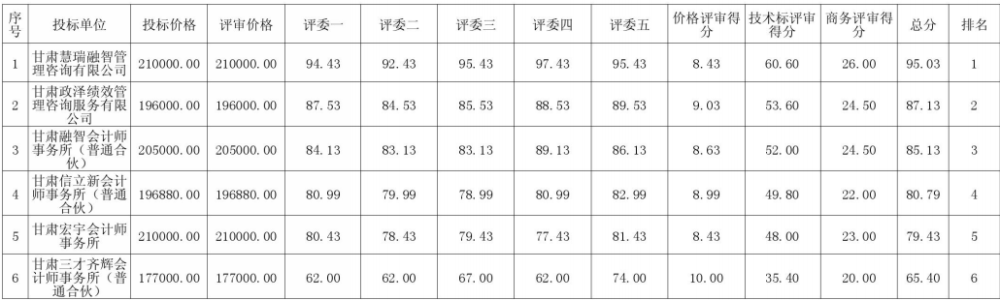 序号 投标单位 投标价格 评审价格 评委一 评委二 评委三 评委四 评委五 价格评审得分 技术标评审得分 商务评审得分 总分 排名
1 甘肃慧瑞融智管理咨询有限公司 210000.00 210000.00 94.43 92.43 95.43 97.43 95.43 8.43 60.60 26.00 95.03 1
2 甘肃政泽绩效管理咨询服务有限公司 196000.00 196000.00 87.53 84.53 85.53 88.53 89.53 9.03 53.60 24.50 87.13 2
3 甘肃融智会计师事务所（普通合伙） 205000.00 205000.00 84.13 83.13 83.13 89.13 86.13 8.63 52.00 24.50 85.13 3
4 甘肃信立新会计师事务所（普通合伙） 196880.00 196880.00 80.99 79.99 78.99 80.99 82.99 8.99 49.80 22.00 80.79 4
5 甘肃宏宇会计师事务所 210000.00 210000.00 80.43 78.43 79.43 77.43 81.43 8.43 48.00 23.00 79.43 5
6 甘肃三才齐辉会计师事务所（普通合伙） 177000.00 177000.00 62.00 62.00 67.00 62.00 74.00 10.00 35.40 20.00 65.40 6